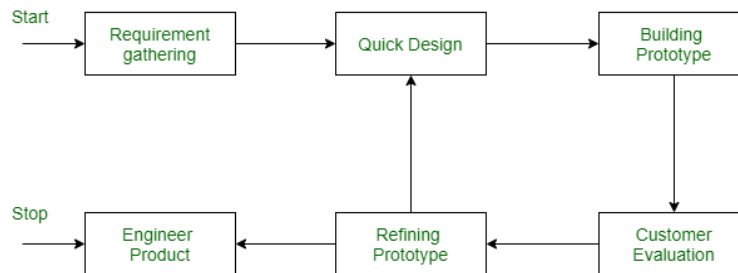 Start
Requirement
gathering
Quick Design
Building
Prototype
Stop
Engineer
Product
Refining
Prototype
Customer
Evaluation